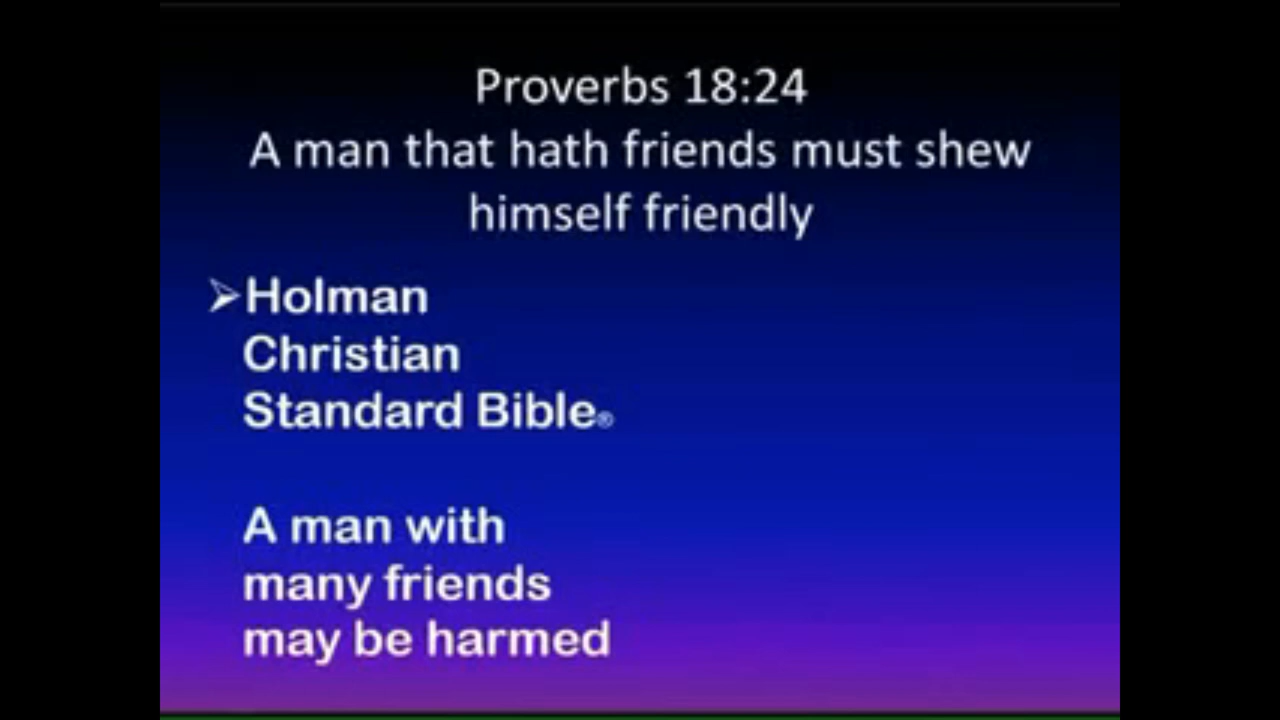 Proverbs 18:24
A man that hath friends must shew
himself friendly
➢Holman
Christian
Standard Bible®
A man with
many friends
may be harmed